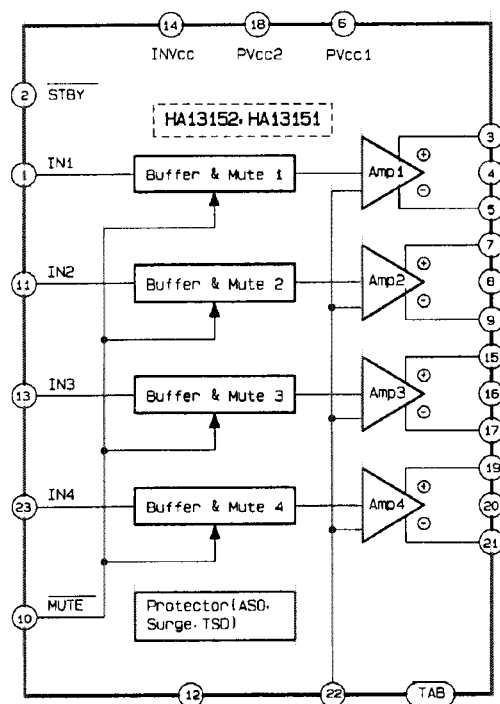 14 18 6
INVcc PVcc2 PVcc1
2 STBY
HA13152, HA13151
3
1 IN1 Buffer & Mute 1 Amp1 + 4
- 5
7
11 IN2 Buffer & Mute 2 Amp2 + 8
- 9
15
13 IN3 Buffer & Mute 3 Amp3 + 16
- 17
19
23 IN4 Buffer & Mute 4 Amp4 + 20
- 21
10 MUTE
Protector(ASO,
Surge, TSD)
12 22 TAB